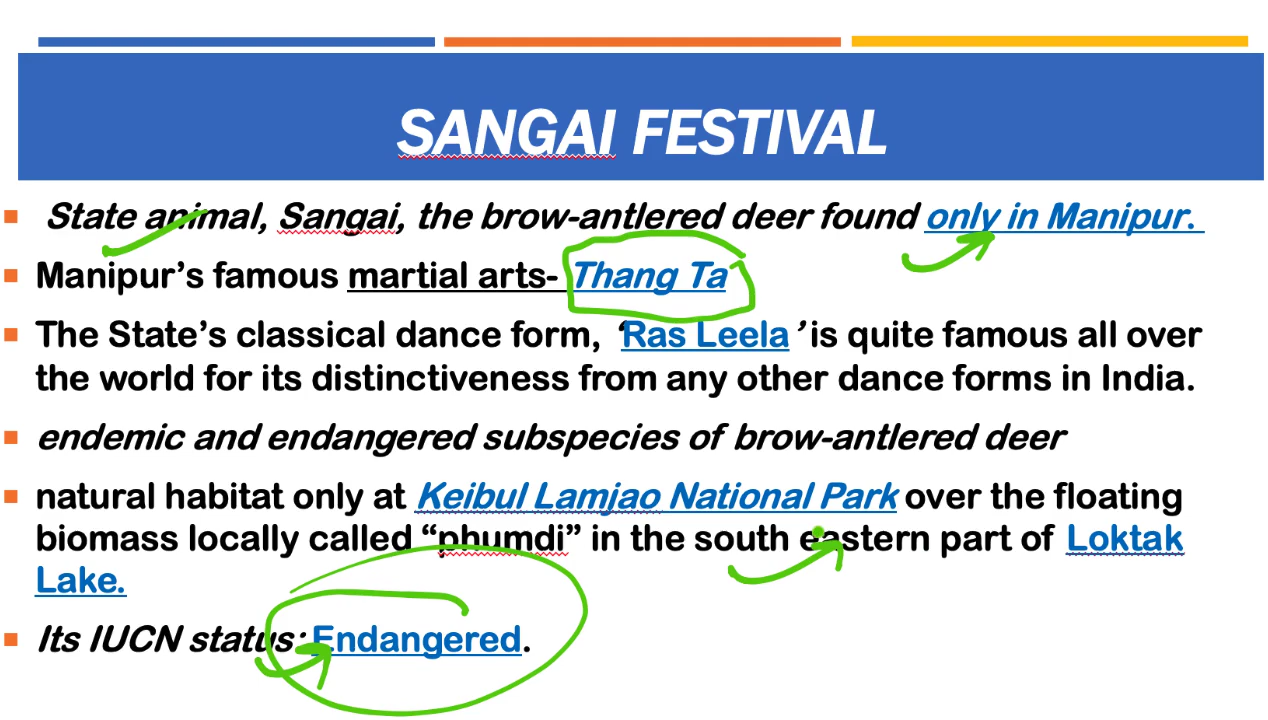 SANGAI FESTIVAL
State animal, Sangai, the brow-antlered deer found only in Manipur.
Manipur’s famous martial arts- Thang Ta
The State’s classical dance form, ‘Ras Leela’ is quite famous all over
the world for its distinctiveness from any other dance forms in India.
endemic and endangered subspecies of brow-antlered deer
natural habitat only at Keibul Lamjao National Park over the floating
biomass locally called “phumdi” in the south eastern part of Loktak
Lake.
Its IUCN status: Endangered.